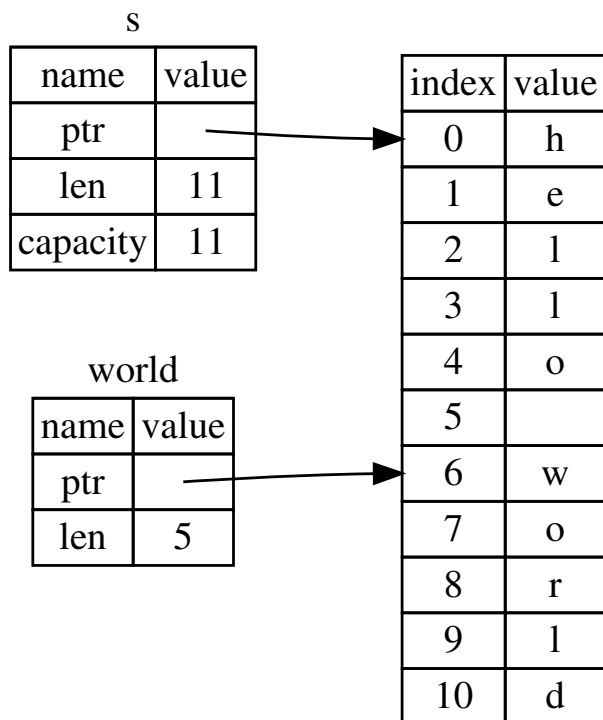 s
name value
ptr
len 11
capacity 11
world
name value
ptr
len 5
index value
0 h
1 e
2 l
3 l
4 o
5
6 w
7 o
8 r
9 l
10 d